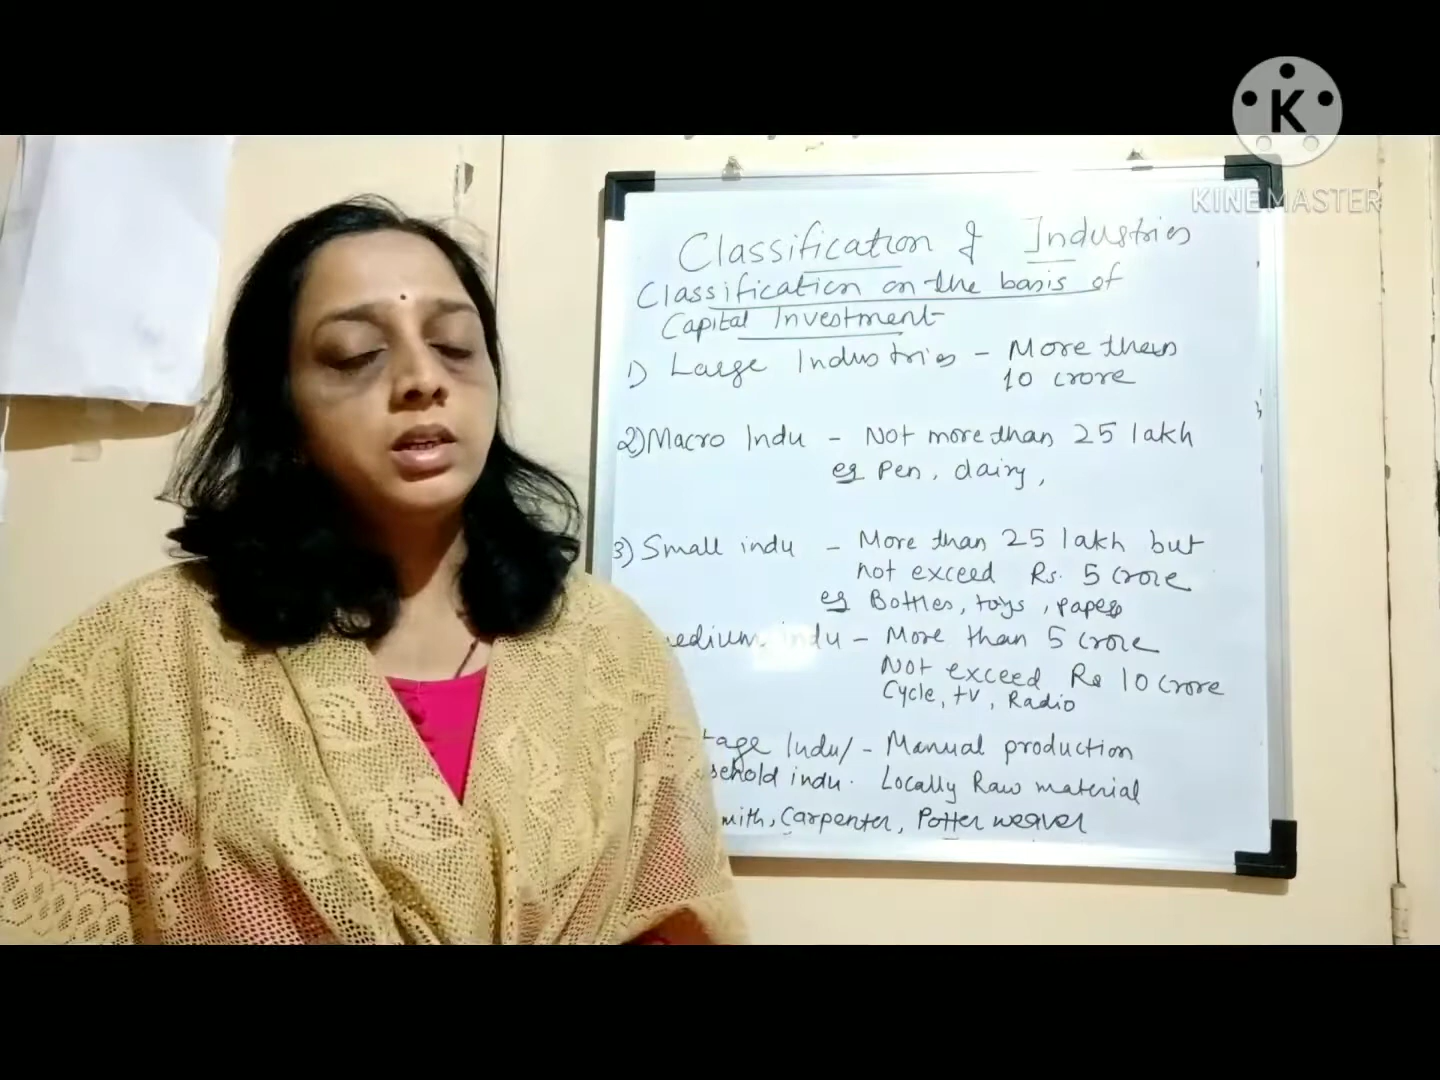 K
KINEMASTER
Classification of Industries
Classification on the basis of
Capital Investment
1) Large Industries - More than
10 crore
2) Macro Indu - Not more than 25 lakh
eg Pen, dairy,
3) Small indu - More than 25 lakh but
not exceed Rs. 5 crore
eg Bottles, toys, paper
medium indu - More than 5 crore
Not exceed Rs 10 crore
Cycle, tv, Radio
tage Indu/ - Manual production
sehold indu. Locally Raw material
mith, Carpenter, Potter weaver